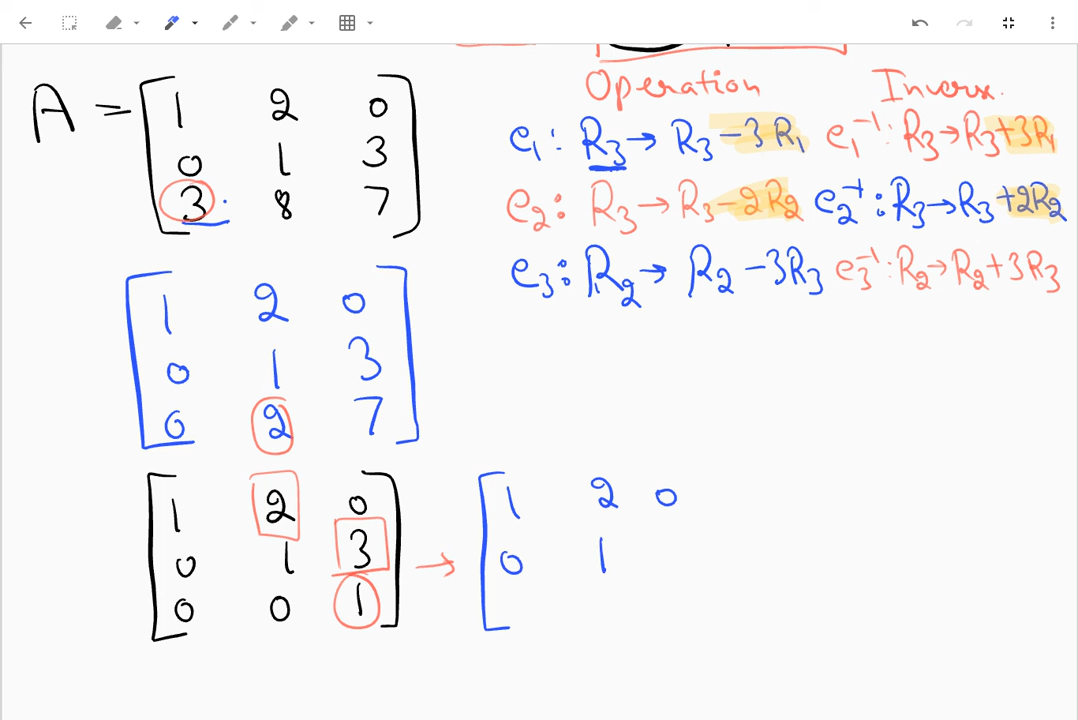 Operation Inverse.
A = [1 2 0
0 1 3
3 8 7]
e₁: R₃ → R₃ -3R₁ e₁⁻¹: R₃ → R₃ +3R₁
e₂: R₃ → R₃ -2R₂ e₂⁻¹: R₃ → R₃ +2R₂
e₃: R₂ → R₂ -3R₃ e₃⁻¹: R₂ → R₂ +3R₃
[1 2 0
0 1 3
0 2 7]
[1 2 0
0 1 3
0 0 1]
→ [1 2 0
0 1